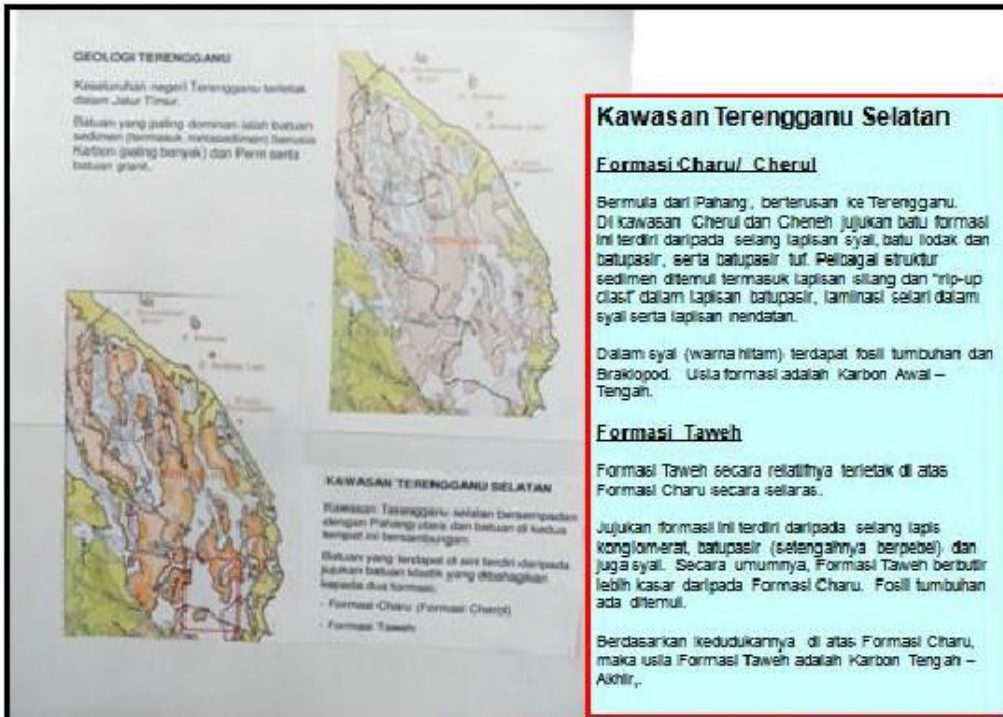 GEOLOGI TERENGGANU
Keseluruhan negeri Terengganu terletak
dalam Jalur Timur.
Batuan yang paling dominan ialah batuan
sedimen (termasuk metasedimen) berusia
Karbon (paling banyak) dan Perm serta
batuan granit.
KAWASAN TERENGGANU SELATAN
Kawasan Terengganu selatan bersempadan
dengan Pahang utara dan batuan di kedua
tempat ini bersambungan.
Batuan yang terdapat di sini terdiri daripada
jujukan batuan klastik yang dibahagikan
kepada dua formasi:
- Formasi Charu (Formasi Cherol)
- Formasi Taweh
Kawasan Terengganu Selatan
Formasi Charu/ Cherul
Bermula dari Pahang, berterusan ke Terengganu.
Di kawasan Cherul dan Cheneh jujukan batu formasi
ini terdiri daripada selang lapisan syal, batu lodak dan
batupasir, serta batupasir tuf. Pelbagai struktur
sedimen ditemui termasuk lapisan silang dan "rip-up
clast" dalam lapisan batupasir, laminasi selari dalam
syal serta lapisan nendatan.
Dalam syal (warna hitam) terdapat fosil tumbuhan dan
Brakiopod. Usia formasi adalah Karbon Awal –
Tengah.
Formasi Taweh
Formasi Taweh secara relatifnya terletak di atas
Formasi Charu secara selaras.
Jujukan formasi ini terdiri daripada selang lapis
konglomerat, batupasir (setengahnya berpebel) dan
juga syal. Secara umumnya, Formasi Taweh berbutir
lebih kasar daripada Formasi Charu. Fosil tumbuhan
ada ditemui.
Berdasarkan kedudukannya di atas Formasi Charu,
maka usia Formasi Taweh adalah Karbon Tengah –
Akhir,.